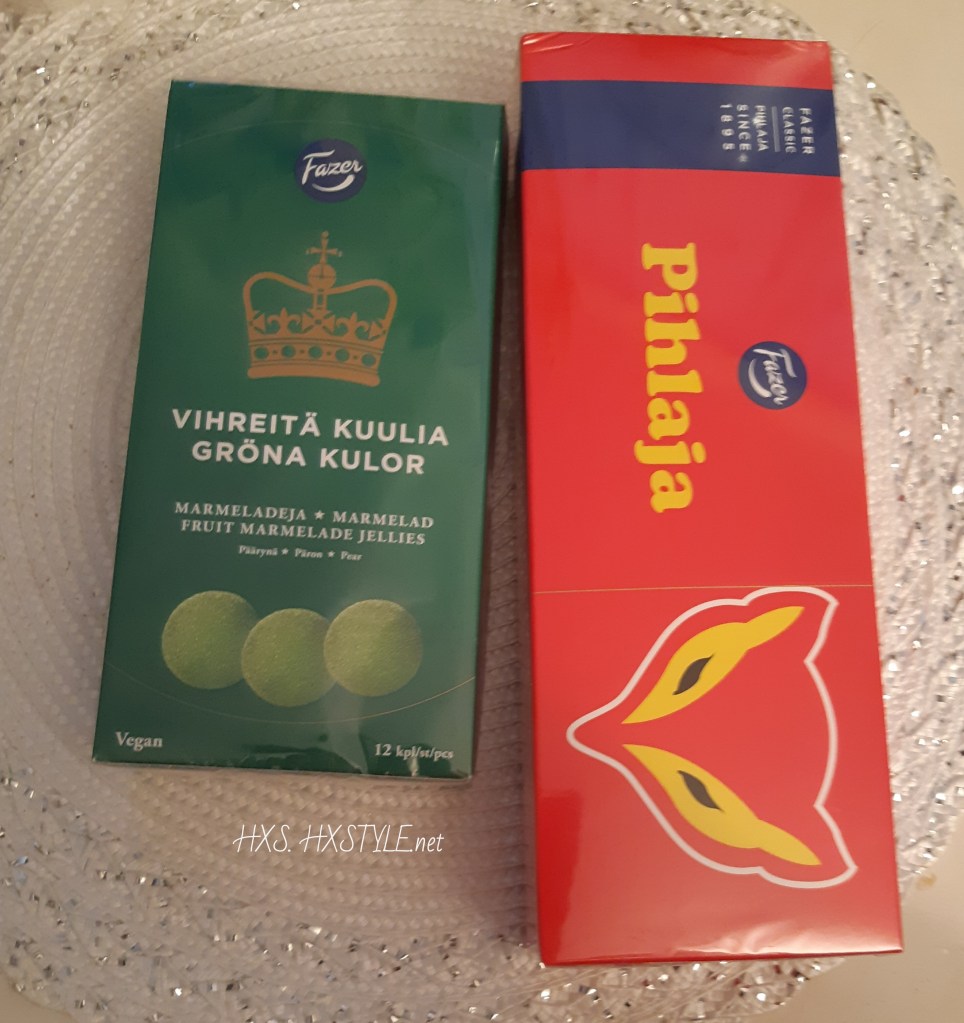 Fazer
VIHREITÄ KUULIA
GRÖNA KULOR
MARMELADEJA ★ MARMELAD
FRUIT MARMELADE JELLIES
Päärynä ★ Päron ★ Pear
Vegan
12 kpl/st/pcs
FAZER
CLASSIC
PIHLAJA
SINCE
1895
Fazer
Pihlaja
HXS. HXSTYLE.net